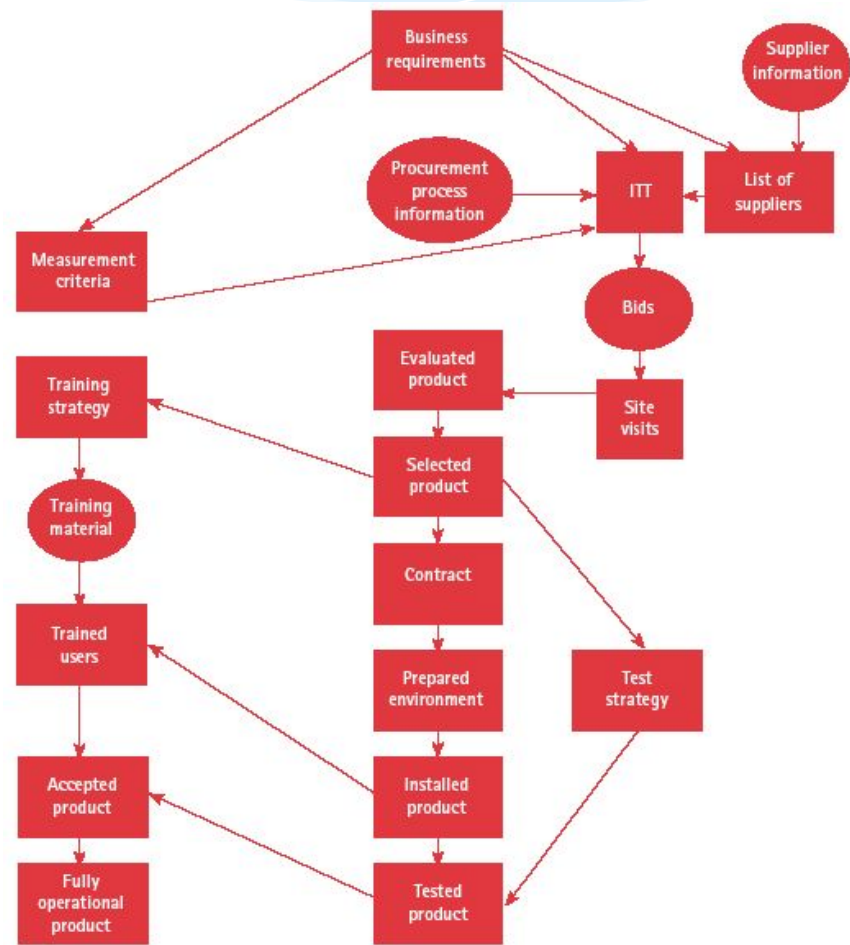 Business
requirements
Supplier
information
Procurement
process
information
ITT
List of
suppliers
Measurement
criteria
Bids
Evaluated
product
Training
strategy
Site
visits
Selected
product
Training
material
Contract
Trained
users
Prepared
environment
Test
strategy
Accepted
product
Installed
product
Fully
operational
product
Tested
product